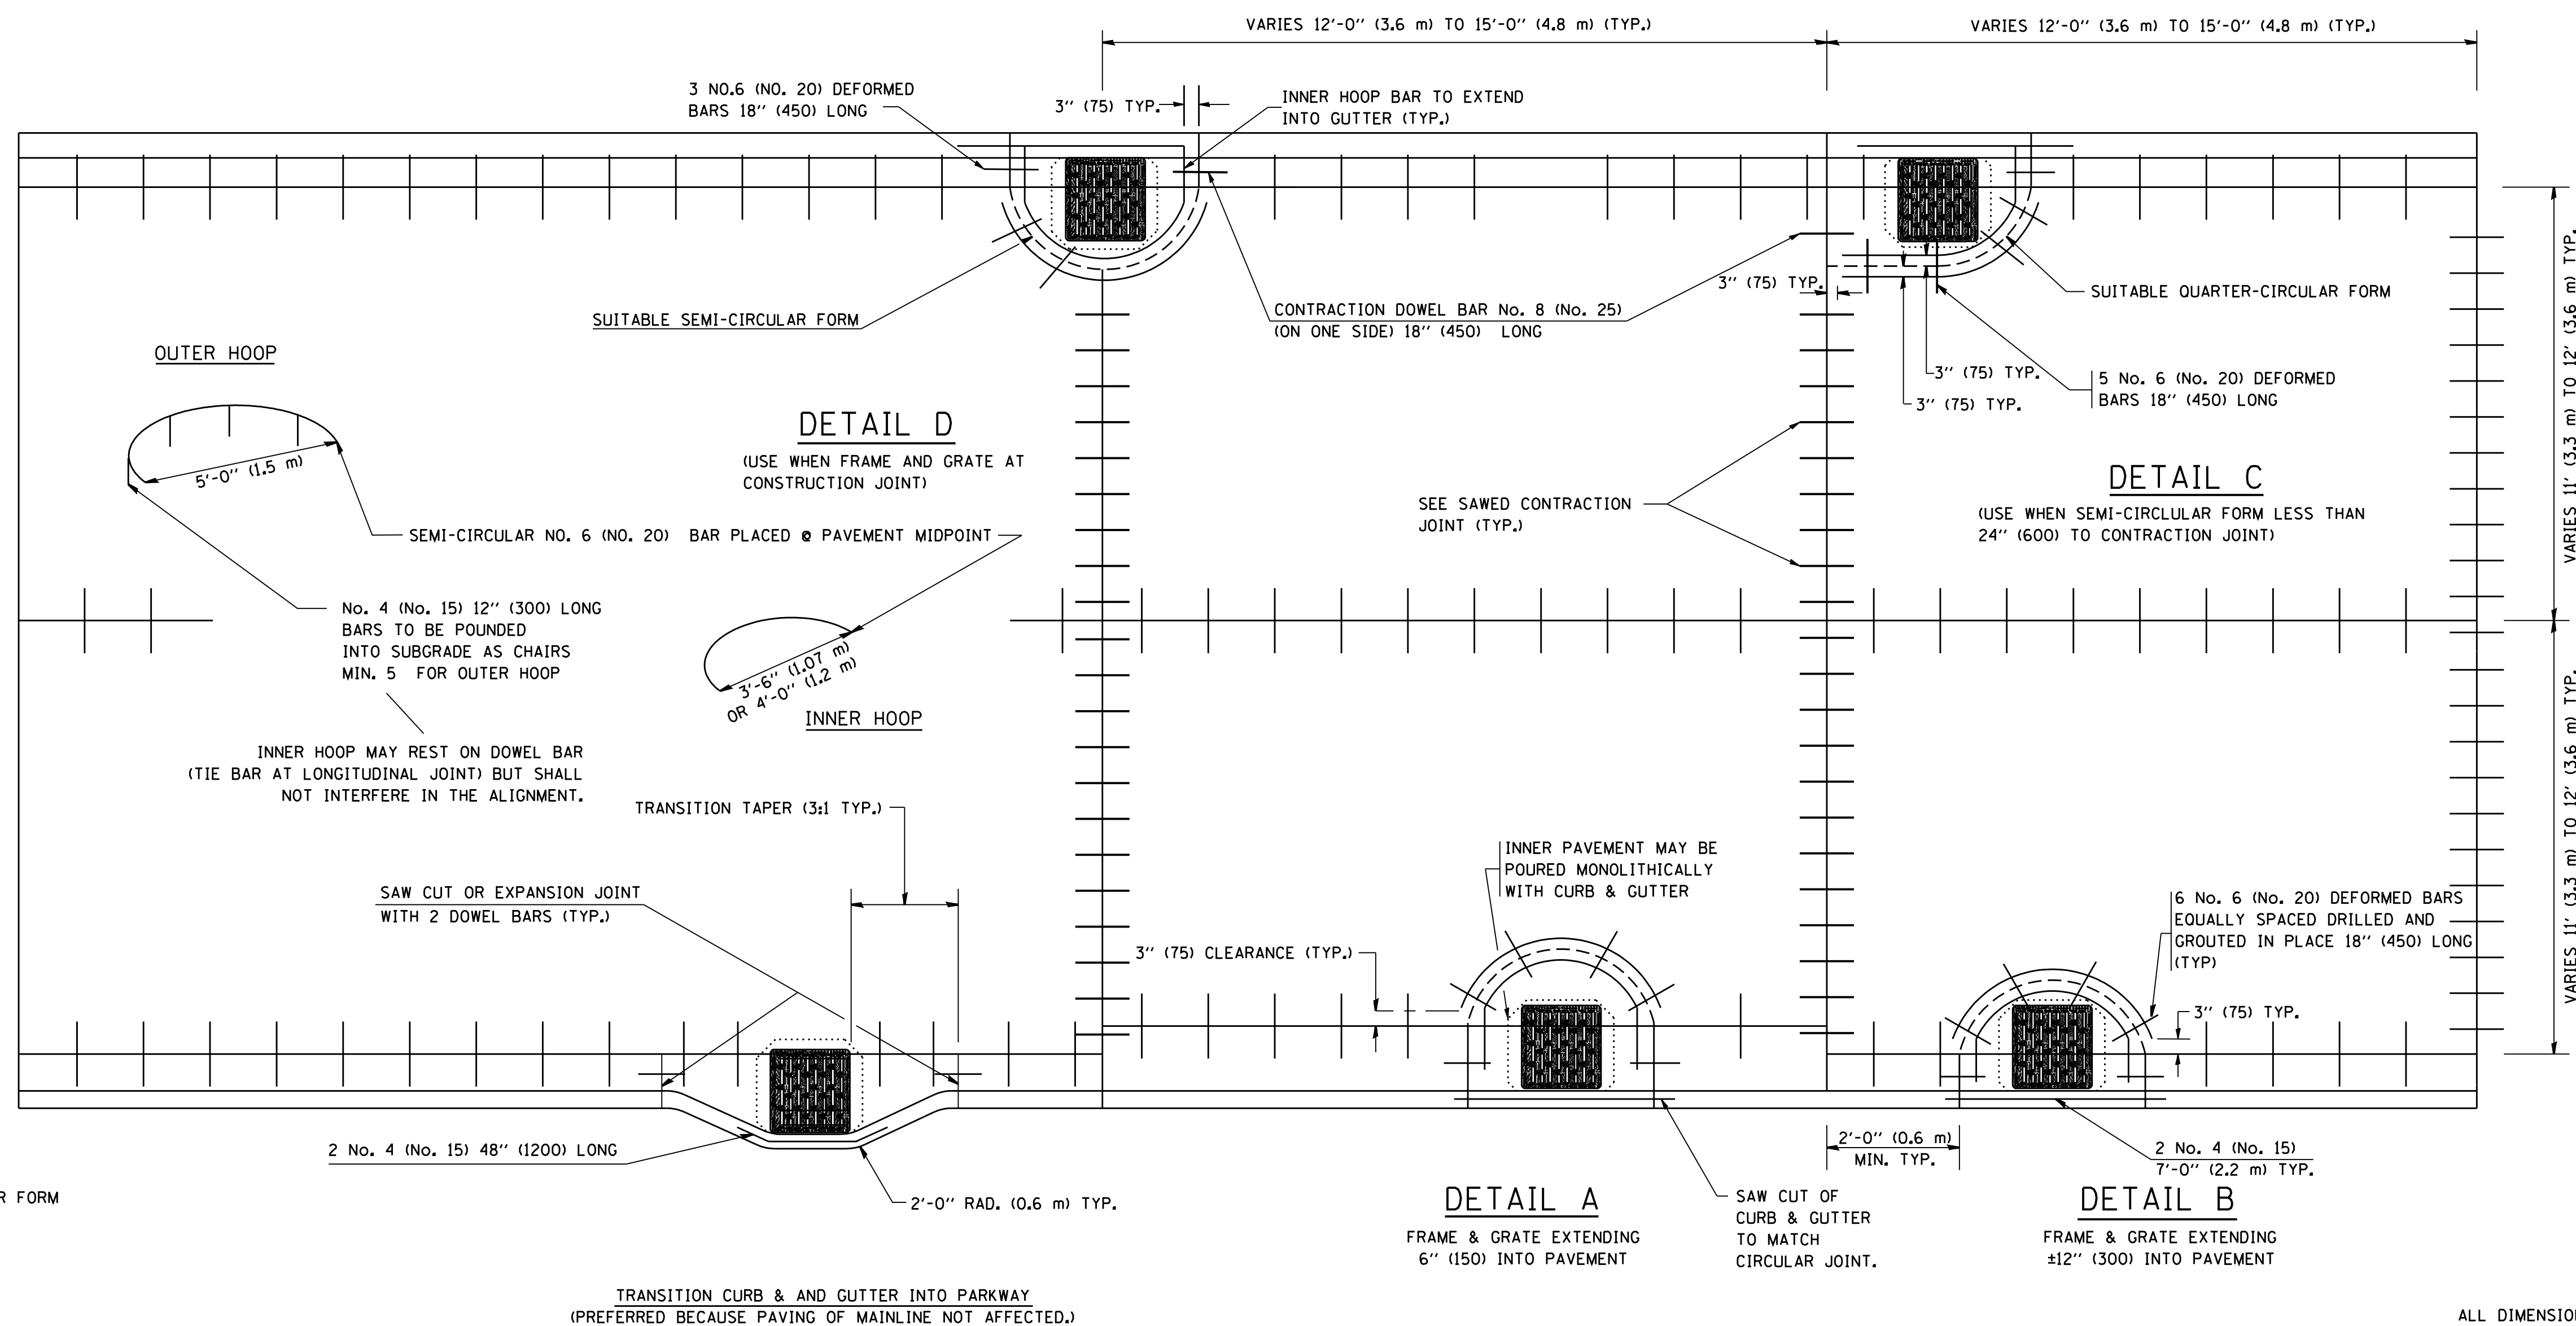 VARIES 12'-0'' (3.6 m) TO 15'-0'' (4.8 m) (TYP.)
VARIES 12'-0'' (3.6 m) TO 15'-0'' (4.8 m) (TYP.)
3 NO.6 (NO. 20) DEFORMED
BARS 18'' (450) LONG
3'' (75) TYP.
INNER HOOP BAR TO EXTEND
INTO GUTTER (TYP.)
3'' (75) TYP.
SUITABLE SEMI-CIRCULAR FORM
CONTRACTION DOWEL BAR No. 8 (No. 25)
(ON ONE SIDE) 18'' (450) LONG
SUITABLE QUARTER-CIRCULAR FORM
3'' (75) TYP.
3'' (75) TYP.
5 No. 6 (No. 20) DEFORMED
BARS 18'' (450) LONG
VARIES 11' (3.3 m) TO 12' (3.6 m) TYP.
OUTER HOOP
5'-0'' (1.5 m)
DETAIL D
(USE WHEN FRAME AND GRATE AT
CONSTRUCTION JOINT)
SEMI-CIRCULAR NO. 6 (NO. 20) BAR PLACED @ PAVEMENT MIDPOINT
SEE SAWED CONTRACTION
JOINT (TYP.)
DETAIL C
(USE WHEN SEMI-CIRCLULAR FORM LESS THAN
24'' (600) TO CONTRACTION JOINT)
No. 4 (No. 15) 12'' (300) LONG
BARS TO BE POUNDED
INTO SUBGRADE AS CHAIRS
MIN. 5 FOR OUTER HOOP
3'-6'' (1.07 m)
OR 4'-0'' (1.2 m)
INNER HOOP
INNER HOOP MAY REST ON DOWEL BAR
(TIE BAR AT LONGITUDINAL JOINT) BUT SHALL
NOT INTERFERE IN THE ALIGNMENT.
VARIES 11' (3.3 m) TO 12' (3.6 m) TYP.
TRANSITION TAPER (3:1 TYP.)
SAW CUT OR EXPANSION JOINT
WITH 2 DOWEL BARS (TYP.)
INNER PAVEMENT MAY BE
POURED MONOLITHICALLY
WITH CURB & GUTTER
3'' (75) CLEARANCE (TYP.)
6 No. 6 (No. 20) DEFORMED BARS
EQUALLY SPACED DRILLED AND
GROUTED IN PLACE 18'' (450) LONG
(TYP)
3'' (75) TYP.
2 No. 4 (No. 15) 48'' (1200) LONG
2'-0'' RAD. (0.6 m) TYP.
2'-0'' (0.6 m)
MIN. TYP.
2 No. 4 (No. 15)
7'-0'' (2.2 m) TYP.
R FORM
DETAIL A
FRAME & GRATE EXTENDING
6'' (150) INTO PAVEMENT
SAW CUT OF
CURB & GUTTER
TO MATCH
CIRCULAR JOINT.
DETAIL B
FRAME & GRATE EXTENDING
±12'' (300) INTO PAVEMENT
TRANSITION CURB & AND GUTTER INTO PARKWAY
(PREFERRED BECAUSE PAVING OF MAINLINE NOT AFFECTED.)
ALL DIMENSION